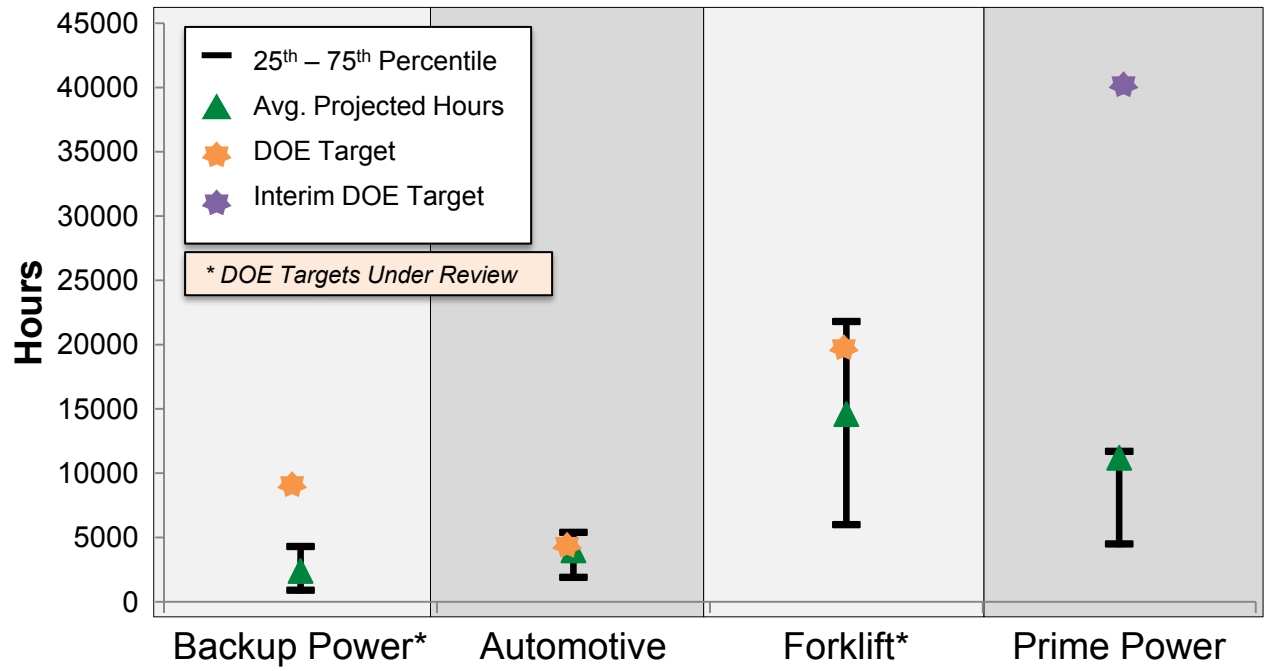 45000
40000
35000
30000
25000
20000
15000
10000
5000
0
Hours
25th – 75th Percentile
Avg. Projected Hours
DOE Target
Interim DOE Target
* DOE Targets Under Review
Backup Power*
Automotive
Forklift*
Prime Power